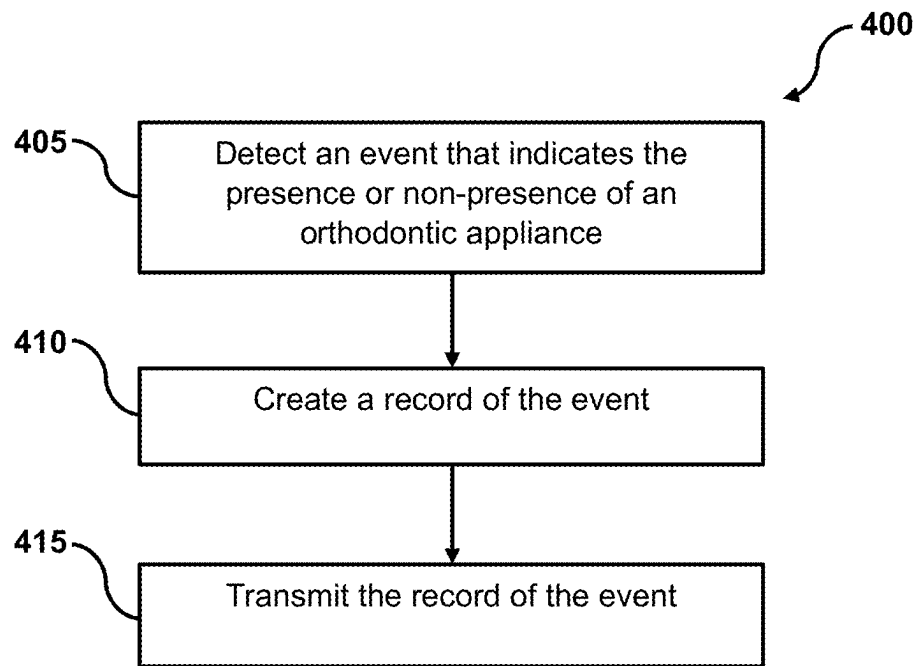 400
405
Detect an event that indicates the
presence or non-presence of an
orthodontic appliance
410
Create a record of the event
415
Transmit the record of the event